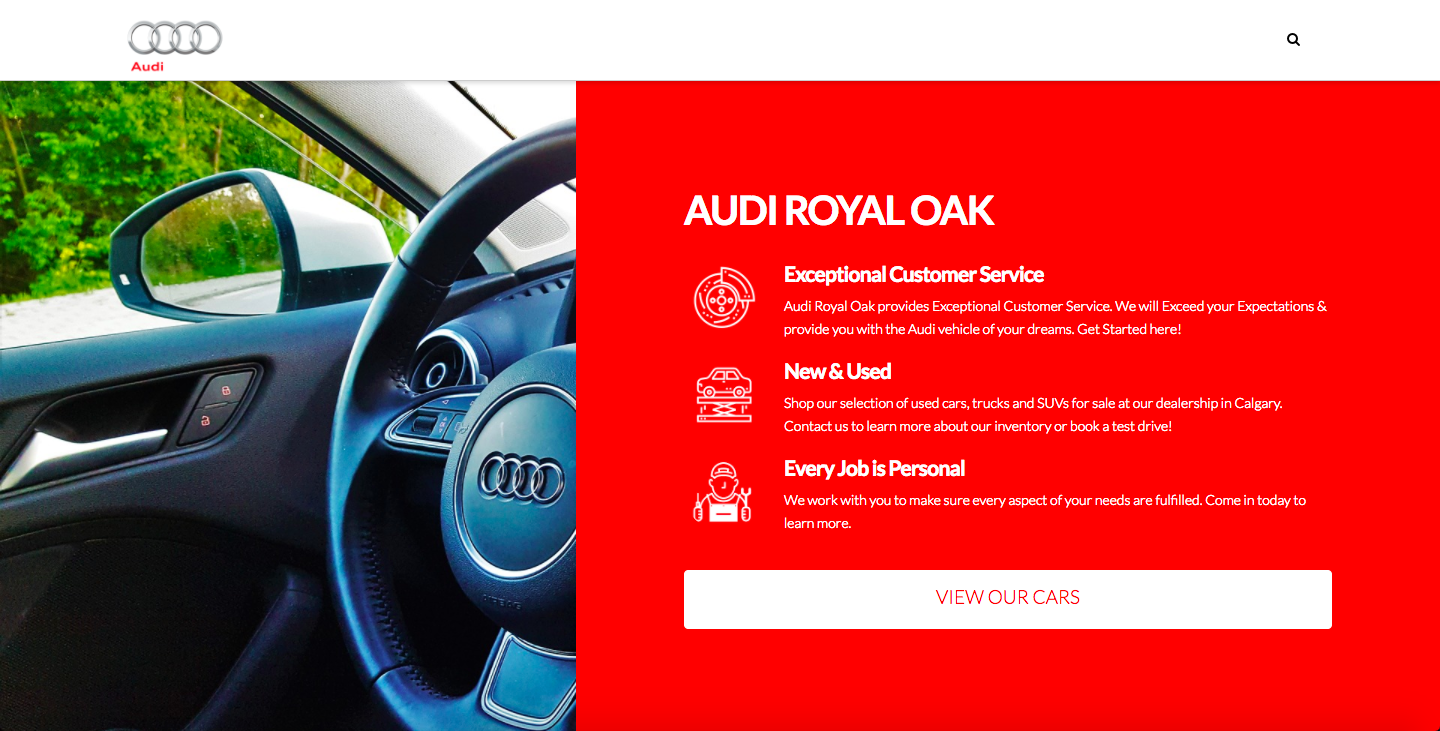 Audi
AUDI ROYAL OAK
Exceptional Customer Service
Audi Royal Oak provides Exceptional Customer Service. We will Exceed your Expectations &
provide you with the Audi vehicle of your dreams. Get Started here!
New & Used
Shop our selection of used cars, trucks and SUVs for sale at our dealership in Calgary.
Contact us to learn more about our inventory or book a test drive!
Every Job is Personal
We work with you to make sure every aspect of your needs are fulfilled. Come in today to
learn more.
VIEW OUR CARS